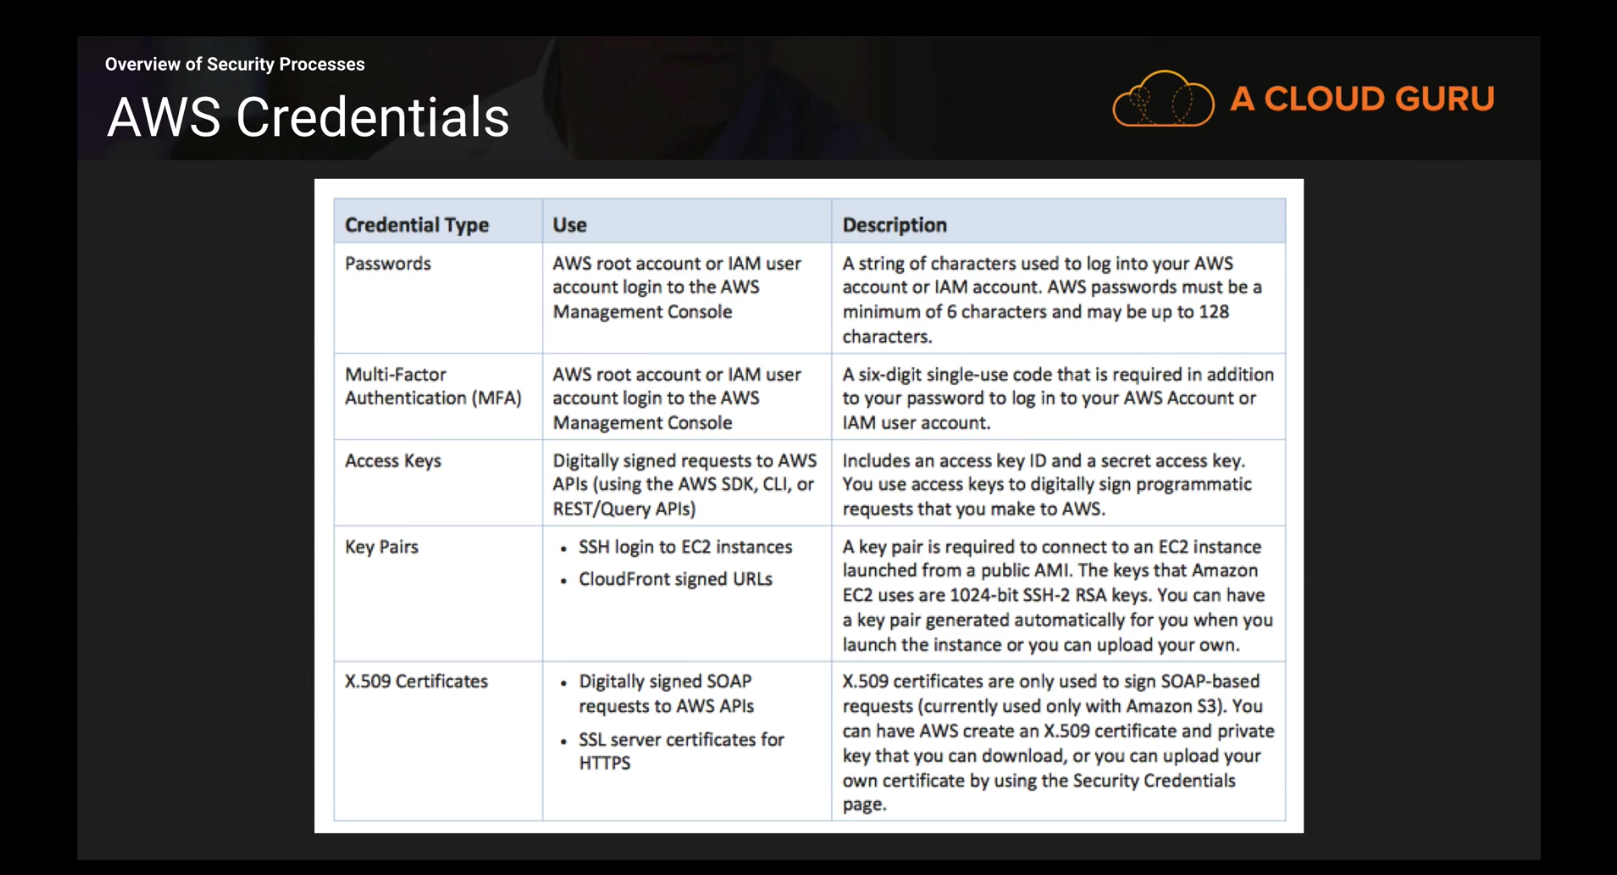 Overview of Security Processes
AWS Credentials
A CLOUD GURU
Credential Type
Use
Description
Passwords
AWS root account or IAM user
account login to the AWS
Management Console
A string of characters used to log into your AWS
account or IAM account. AWS passwords must be a
minimum of 6 characters and may be up to 128
characters.
Multi-Factor
Authentication (MFA)
AWS root account or IAM user
account login to the AWS
Management Console
A six-digit single-use code that is required in addition
to your password to log in to your AWS Account or
IAM user account.
Access Keys
Digitally signed requests to AWS
APIs (using the AWS SDK, CLI, or
REST/Query APIs)
Includes an access key ID and a secret access key.
You use access keys to digitally sign programmatic
requests that you make to AWS.
Key Pairs
• SSH login to EC2 instances
• CloudFront signed URLs
A key pair is required to connect to an EC2 instance
launched from a public AMI. The keys that Amazon
EC2 uses are 1024-bit SSH-2 RSA keys. You can have
a key pair generated automatically for you when you
launch the instance or you can upload your own.
X.509 Certificates
• Digitally signed SOAP
requests to AWS APIs
• SSL server certificates for
HTTPS
X.509 certificates are only used to sign SOAP-based
requests (currently used only with Amazon S3). You
can have AWS create an X.509 certificate and private
key that you can download, or you can upload your
own certificate by using the Security Credentials
page.